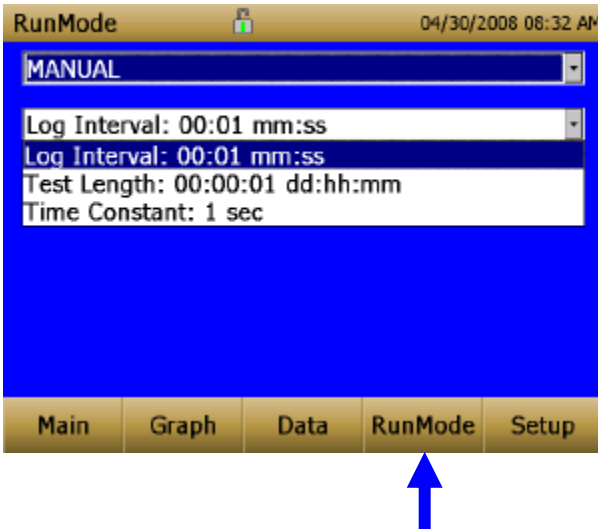 RunMode 04/30/2008 08:32 AM
MANUAL
Log Interval: 00:01 mm:ss
Log Interval: 00:01 mm:ss
Test Length: 00:00:01 dd:hh:mm
Time Constant: 1 sec
Main Graph Data RunMode Setup